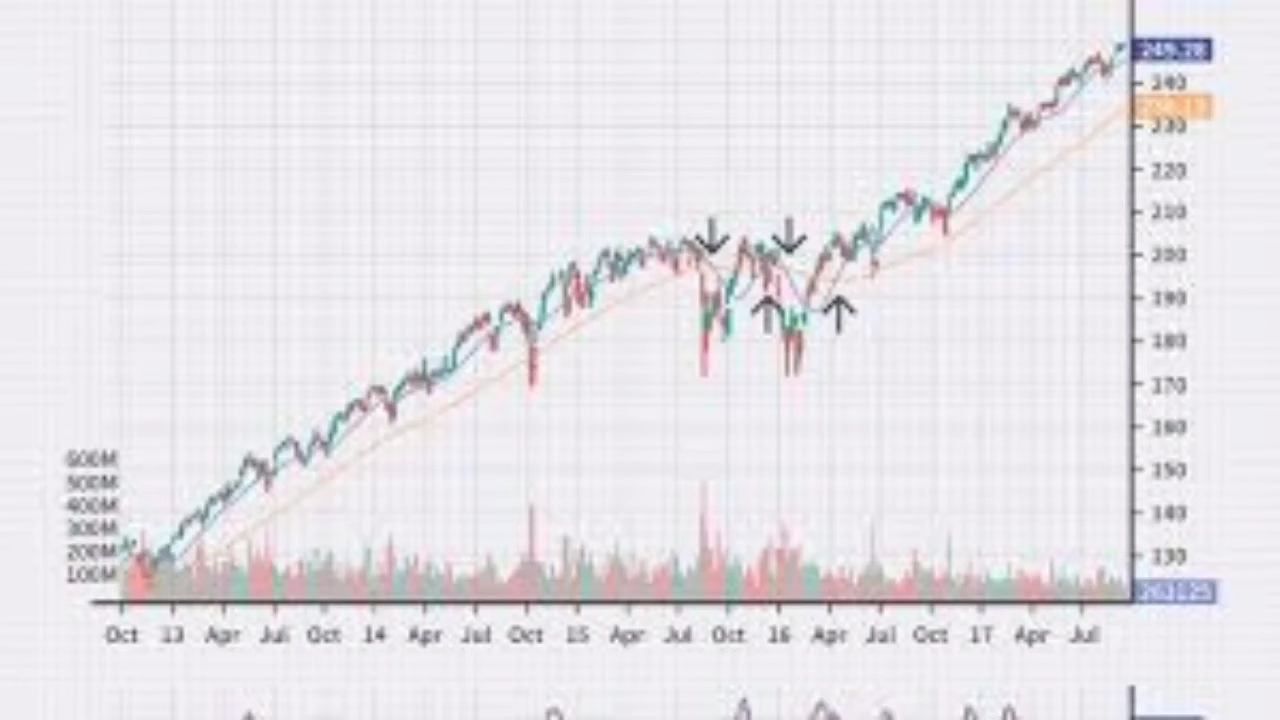 249.28
240
230
220
210
200
190
180
170
160
150
140
130
600M
500M
400M
300M
200M
100M
Oct 13 Apr Jul Oct 14 Apr Jul Oct 15 Apr Jul Oct 16 Apr Jul Oct 17 Apr Jul